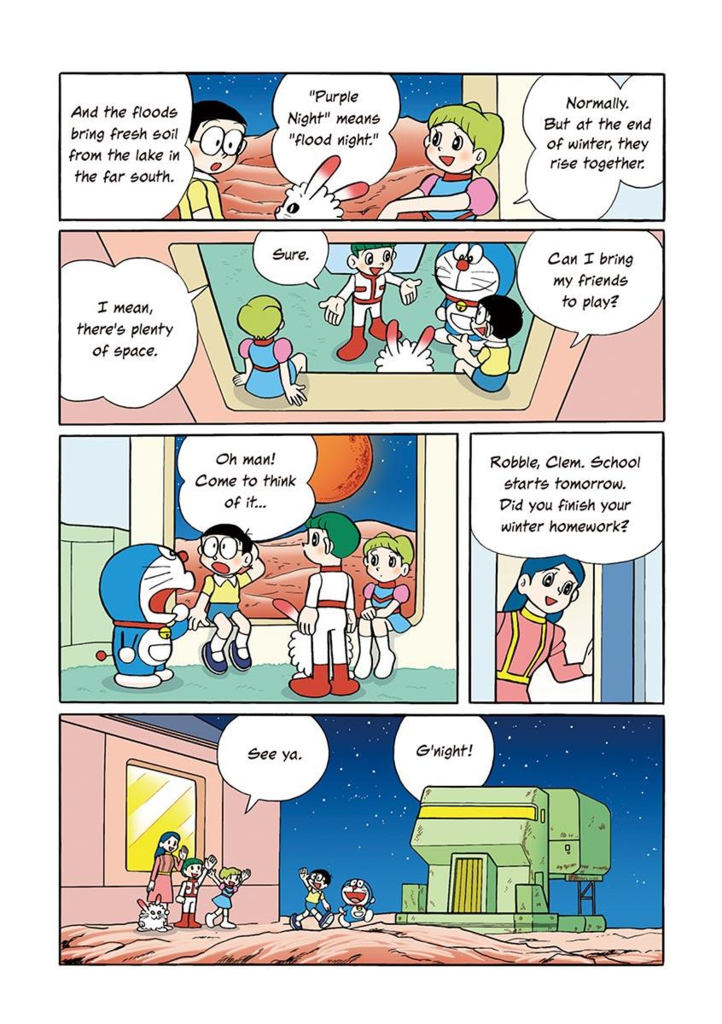 Normally.
But at the end
of winter, they
rise together.
"Purple
Night" means
"flood night."
And the floods
bring fresh soil
from the lake in
the far south.
Can I bring
my friends
to play?
Sure.
I mean,
there's plenty
of space.
Robble, Clem. School
starts tomorrow.
Did you finish your
winter homework?
Oh man!
Come to think
of it...
G'night!
See ya.